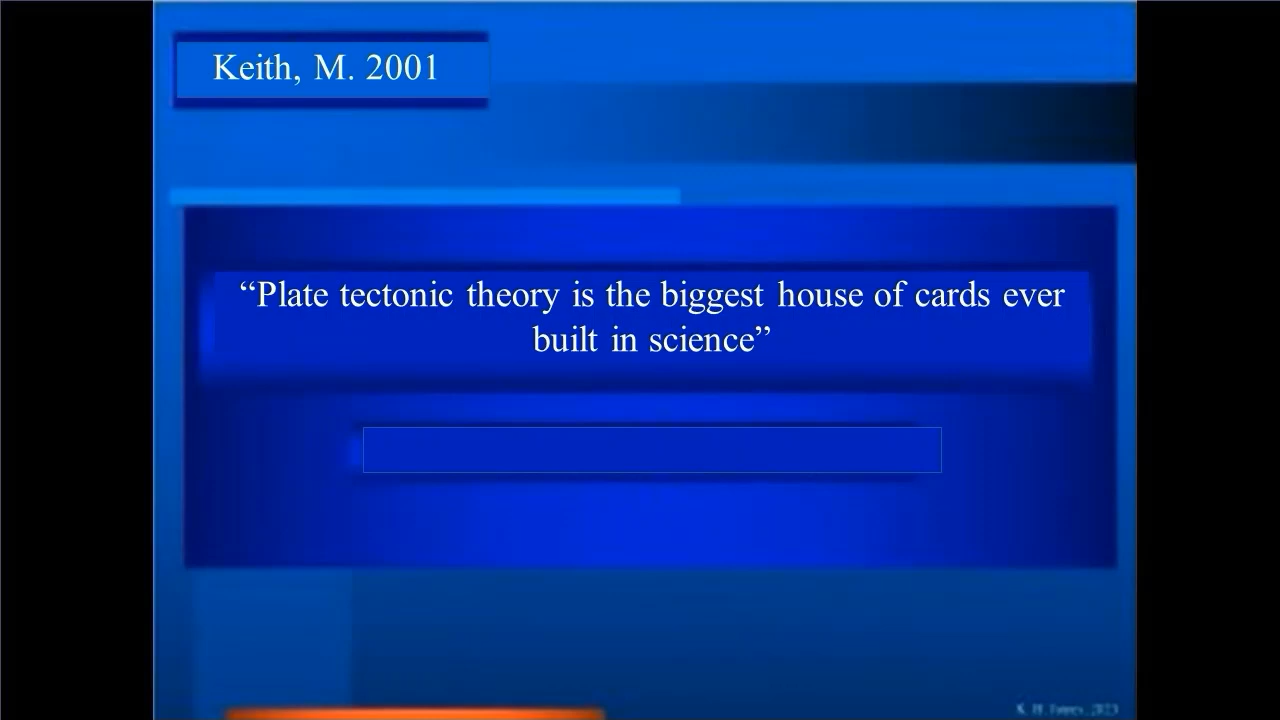 Keith, M. 2001
“Plate tectonic theory is the biggest house of cards ever
built in science”